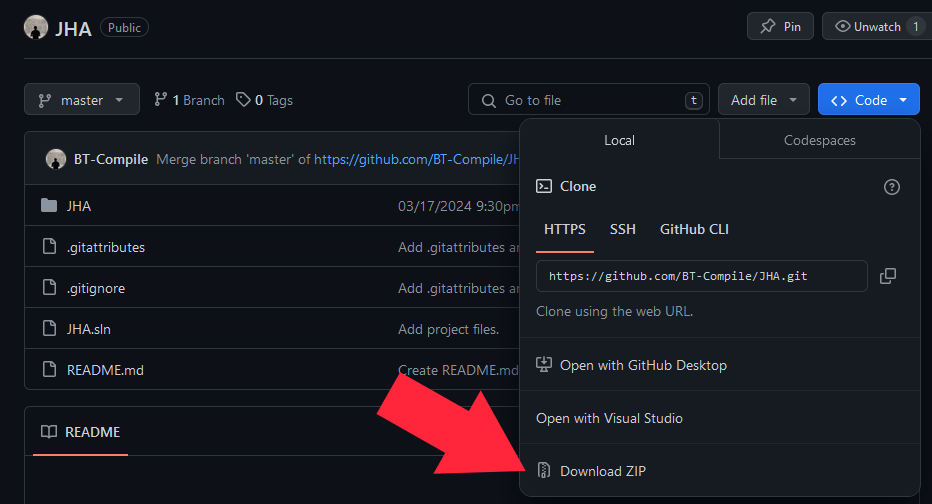 JHA Public
Pin
Unwatch 1
master
1 Branch
0 Tags
Go to file t
Add file
Code
BT-Compile Merge branch 'master' of https://github.com/BT-Compile/JH
JHA 03/17/2024 9:30pm
.gitattributes Add .gitattributes an
.gitignore Add .gitattributes an
JHA.sln Add project files.
README.md Create README.md
README
Local Codespaces
Clone
HTTPS SSH GitHub CLI
https://github.com/BT-Compile/JHA.git
Clone using the web URL.
Open with GitHub Desktop
Open with Visual Studio
Download ZIP